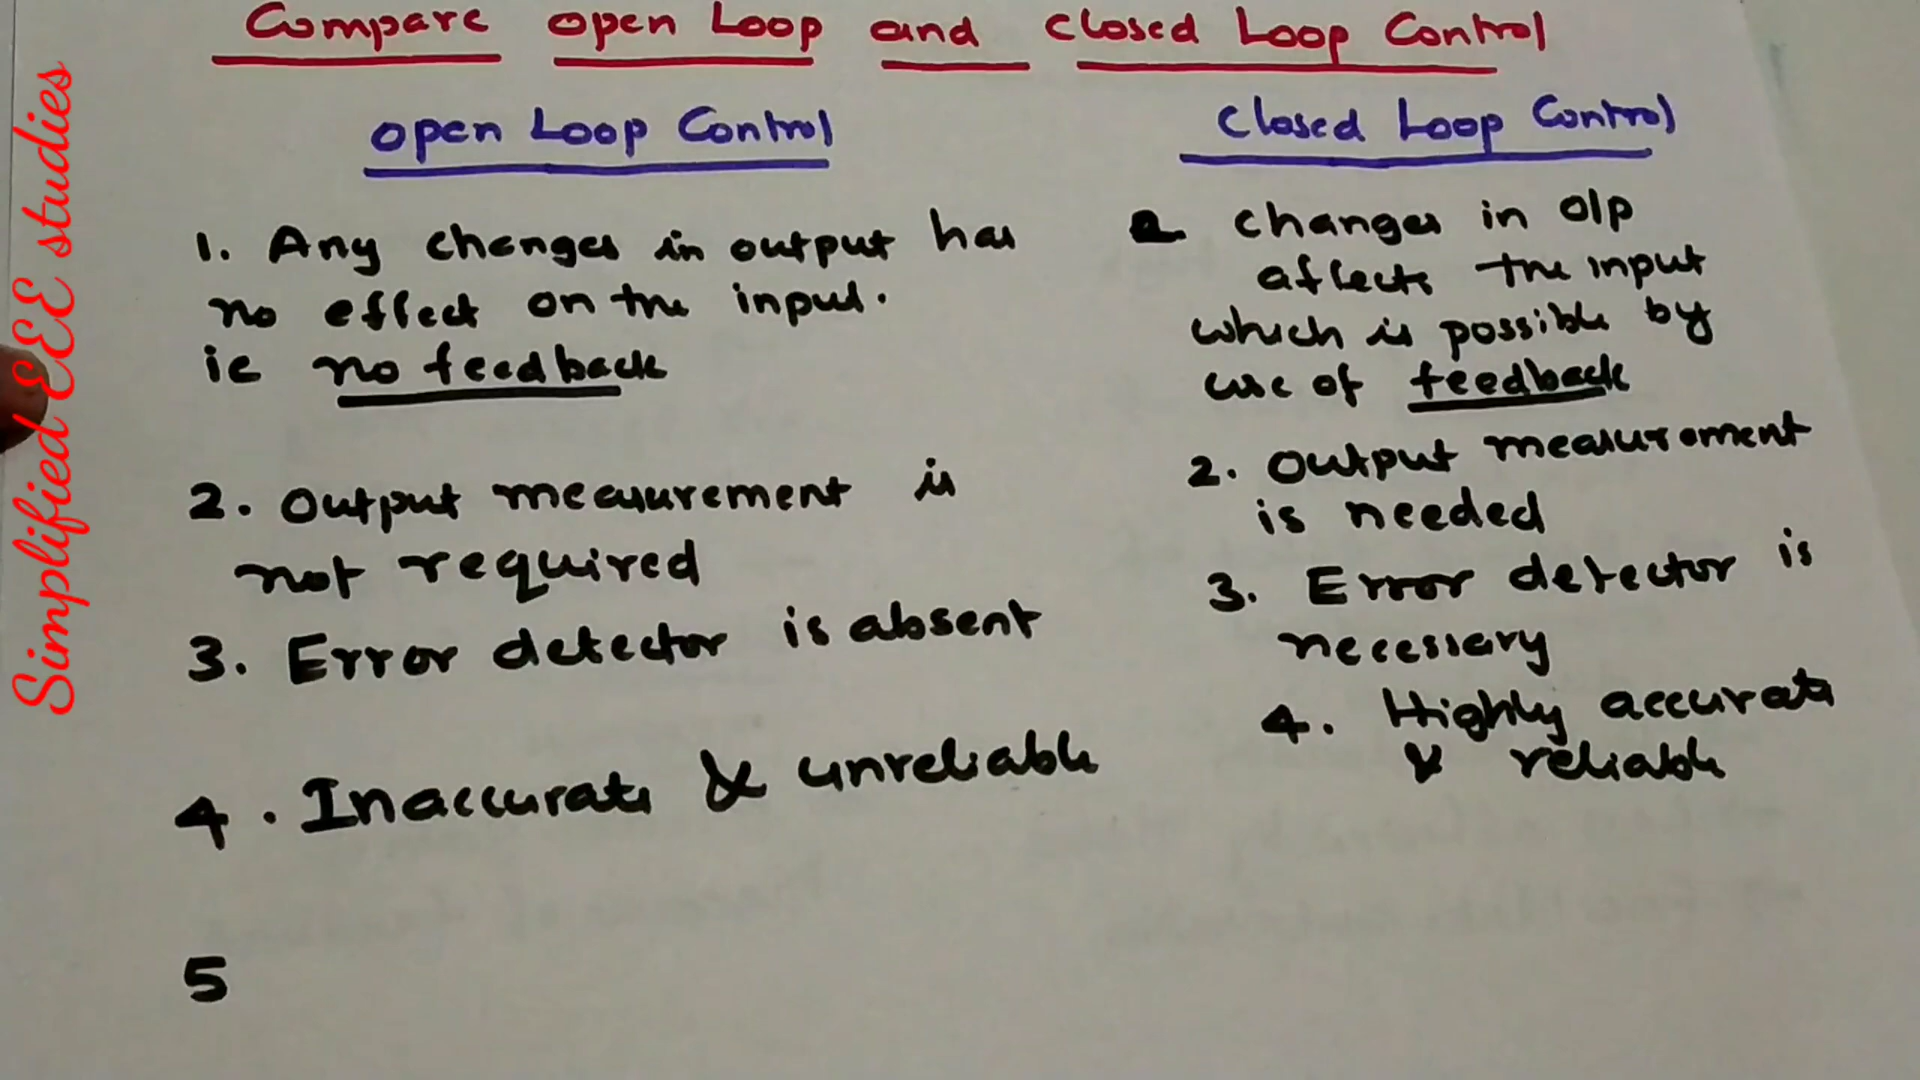 Compare open Loop and closed Loop Control
open Loop Control
1. Any changes in output has
no effect on the input.
ie no feedback
2. Output measurement is
not required
3. Error detector is absent
4. Inaccurate & unreliable
5
closed Loop Control
changes in o/p
affects the input
which is possible by
use of feedback
2. Output measurement
is needed
3. Error detector is
necessary
4. Highly accurate
& reliable
Simplified EEE studies